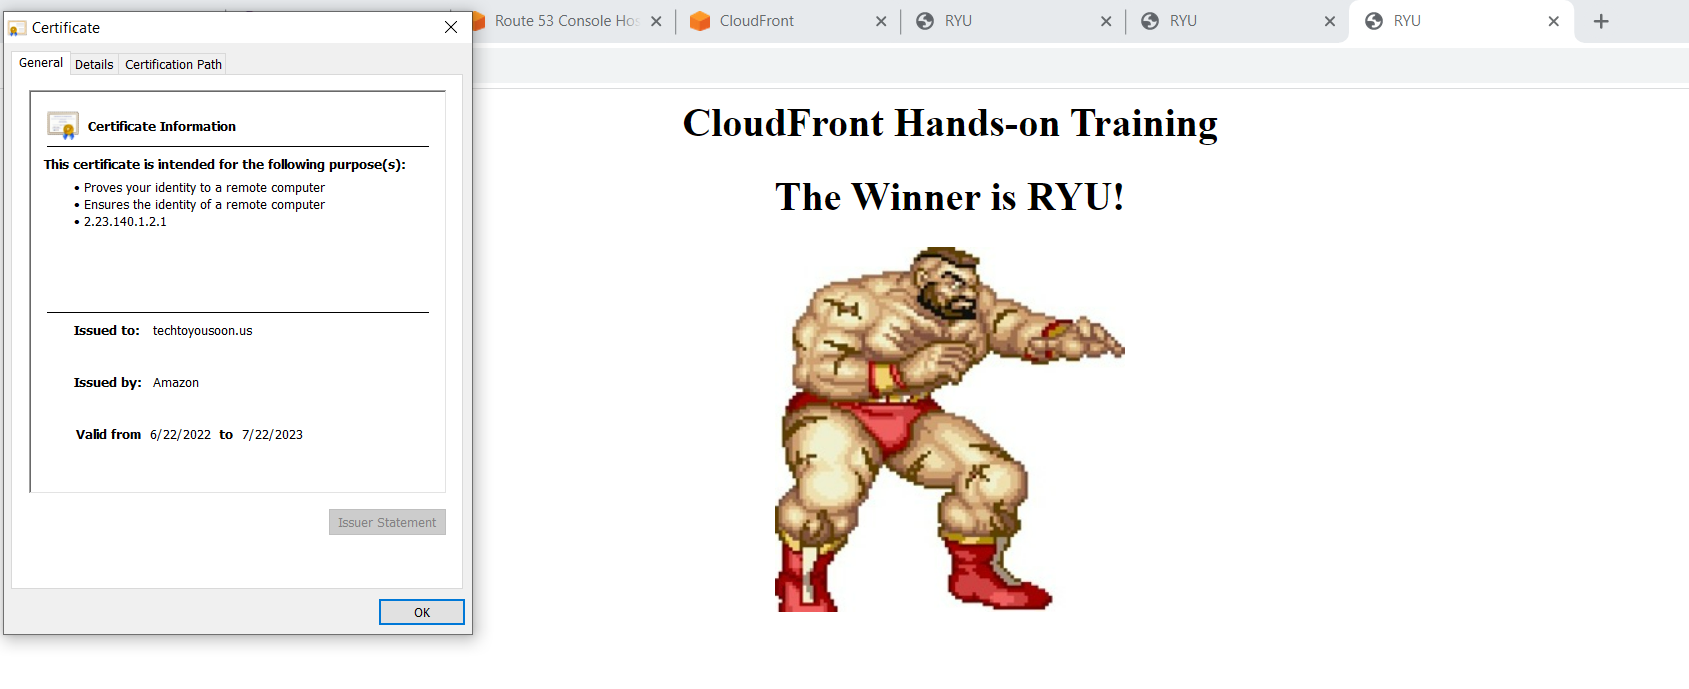 Certificate
General Details Certification Path
Certificate Information
This certificate is intended for the following purpose(s):
• Proves your identity to a remote computer
• Ensures the identity of a remote computer
• 2.23.140.1.2.1
Issued to: techtoyousoon.us
Issued by: Amazon
Valid from 6/22/2022 to 7/22/2023
Issuer Statement
OK
Route 53 Console Hos
CloudFront
RYU
RYU
RYU
CloudFront Hands-on Training
The Winner is RYU!